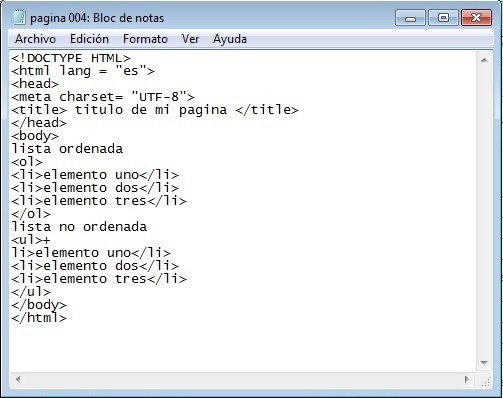 pagina 004: Bloc de notas
Archivo Edición Formato Ver Ayuda
<!DOCTYPE HTML>
<html lang = "es">
<head>
<meta charset= "UTF-8">
<title> titulo de mi pagina </title>
</head>
<body>
lista ordenada
<ol>
<li>elemento uno</li>
<li>elemento dos</li>
<li>elemento tres</li>
</ol>
lista no ordenada
<ul>+
li>elemento uno</li>
<li>elemento dos</li>
<li>elemento tres</li>
</ul>
</body>
</html>